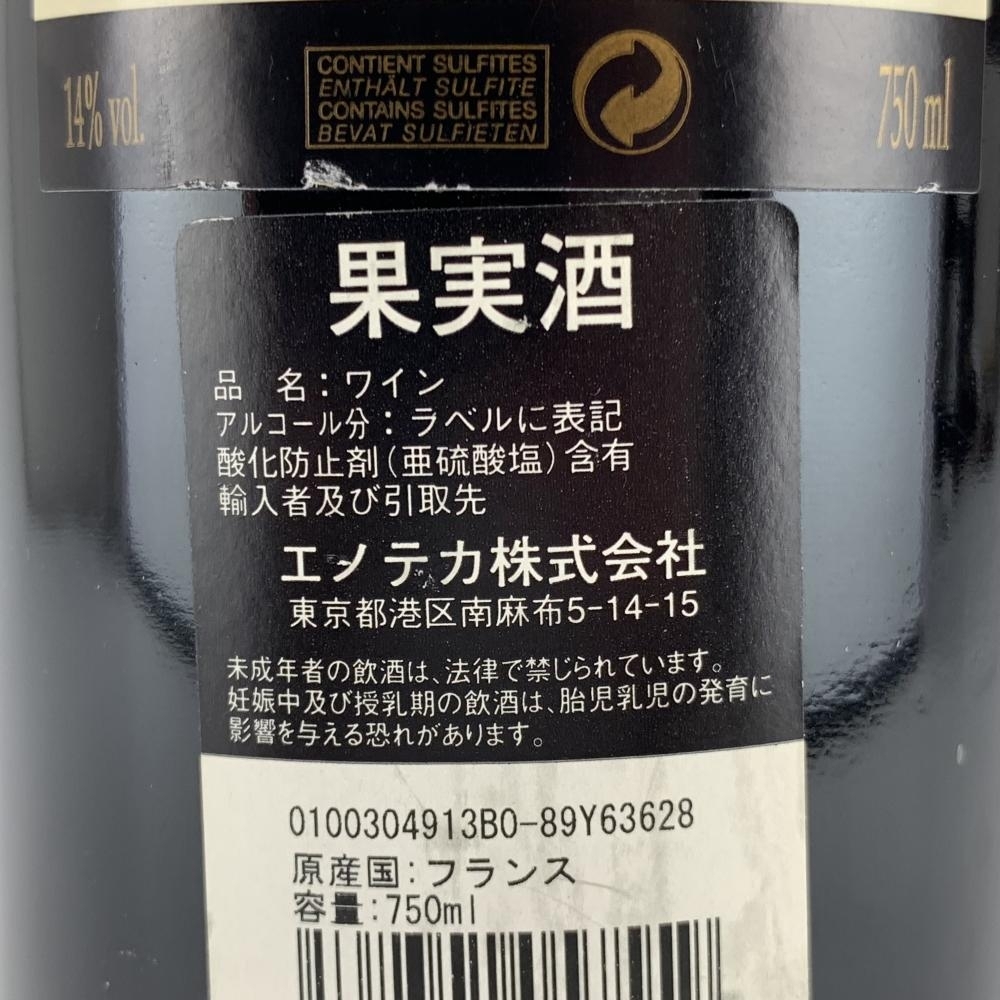 14% vol.
CONTIENT SULFITES
ENTHÄLT SULFITE
CONTAINS SULFITES
BEVAT SULFIETEN
750 ml
果実酒
品　名：ワイン
アルコール分：ラベルに表記
酸化防止剤(亜硫酸塩)含有
輸入者及び引取先
エノテカ株式会社
東京都港区南麻布5-14-15
未成年者の飲酒は、法律で禁じられています。
妊娠中及び授乳期の飲酒は、胎児乳児の発育に
影響を与える恐れがあります。
0100304913B0-89Y63628
原産国:フランス
容量:750ml